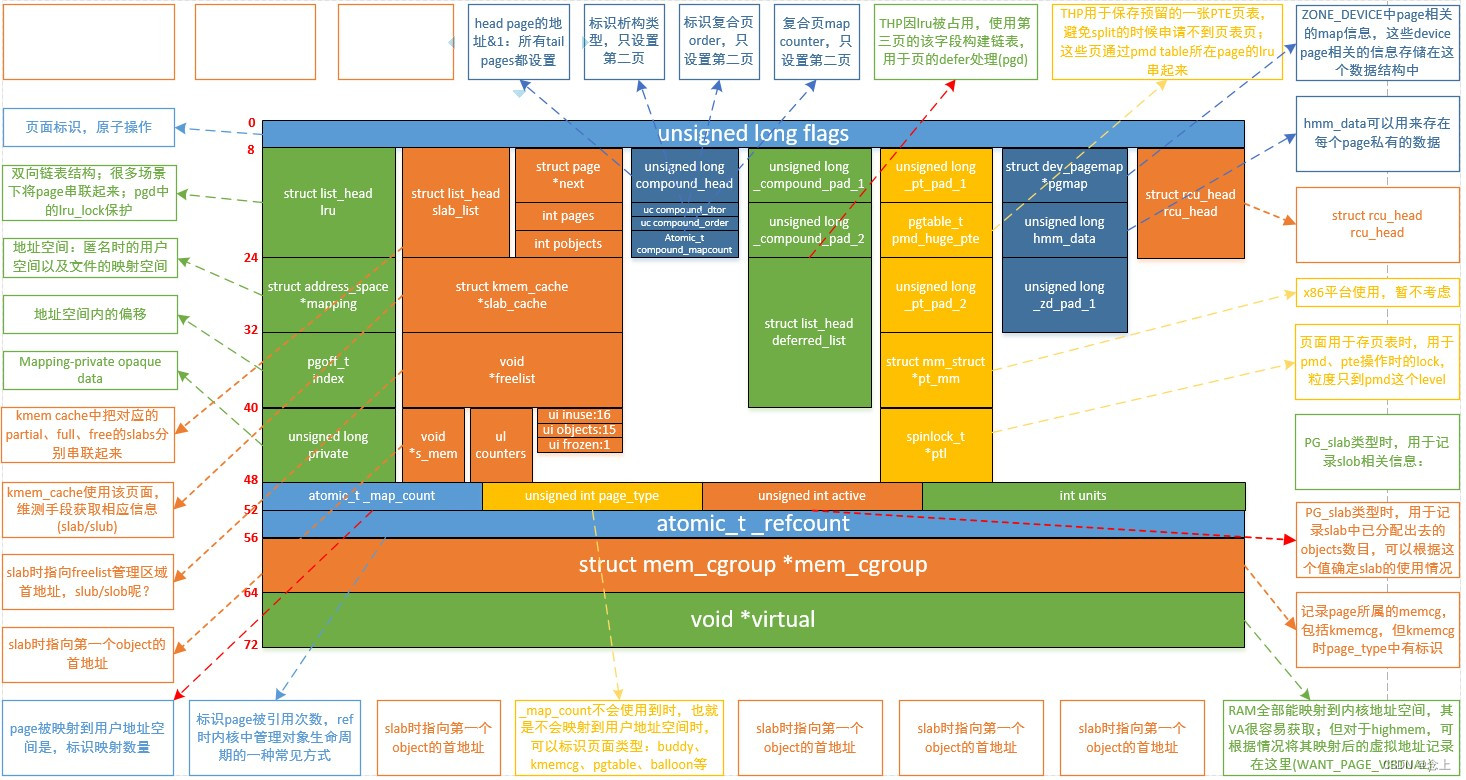 head page的地
址&1：所有tail
pages都设置
标识析构类
型，只设置
第二页
标识复合页
order，只
设置第二页
复合页map
counter，只
设置第二页
THP因lru被占用，使用第
三页的该字段构建链表，
用于页的defer处理(pgd)
THP用于保存预留的一张PTE页表，
避免split的时候申请不到页表页；
这些页通过pmd table所在page的lru
串起来
ZONE_DEVICE中page相关
的map信息，这些device
page相关的信息存储在这
个数据结构中
页面标识，原子操作
双向链表结构；很多场景
下将page串联起来；pgd中
的lru_lock保护
地址空间：匿名时的用户
空间以及文件的映射空间
地址空间内的偏移
Mapping-private opaque
data
kmem cache中把对应的
partial、full、free的slabs分
别串联起来
kmem_cache使用该页面，
维测手段获取相应信息
(slab/slub)
slab时指向freelist管理区域
首地址，slub/slob呢？
slab时指向第一个object的
首地址
0
8
24
32
40
48
52
56
64
72
unsigned long flags
struct list_head
lru
struct address_space
*mapping
pgoff_t
index
unsigned long
private
struct list_head
slab_list
struct page
*next
int pages
int pobjects
struct kmem_cache
*slab_cache
void
*freelist
void
*s_mem
ul
counters
ui inuse:16
ui objects:15
ui frozen:1
unsigned long
compound_head
uc compound_dtor
uc compound_order
Atomic_t
compound_mapcount
unsigned long
_compound_pad_1
unsigned long
_compound_pad_2
struct list_head
deferred_list
unsigned long
_pt_pad_1
pgtable_t
pmd_huge_pte
unsigned long
_pt_pad_2
struct mm_struct
*pt_mm
spinlock_t
*ptl
struct dev_pagemap
*pgmap
unsigned long
hmm_data
unsigned long
_zd_pad_1
struct rcu_head
rcu_head
atomic_t _map_count
unsigned int page_type
unsigned int active
int units
atomic_t _refcount
struct mem_cgroup *mem_cgroup
void *virtual
hmm_data可以用来存在
每个page私有的数据
struct rcu_head
rcu_head
x86平台使用，暂不考虑
页面用于存页表时，用于
pmd、pte操作时的lock，
粒度只到pmd这个level
PG_slab类型时，用于记
录slob相关信息：
PG_slab类型时，用于记
录slab中已分配出去的
objects数目，可以根据这
个值确定slab的使用情况
记录page所属的memcg，
包括kmemcg，但kmemcg
时page_type中有标识
page被映射到用户地址空
间是，标识映射数量
标识page被引用次数，ref
时内核中管理对象生命周
期的一种常见方式
slab时指向第一个
object的首地址
_map_count不会使用到时，也就
是不会映射到用户地址空间时，
可以标识页面类型：buddy、
kmemcg、pgtable、balloon等
slab时指向第一个
object的首地址
slab时指向第一个
object的首地址
slab时指向第一个
object的首地址
RAM全部能映射到内核地址空间，其
VA很容易获取；但对于highmem，可
根据情况将其映射后的虚拟地址记录
在这里(WANT_PAGE_VIRTUAL)